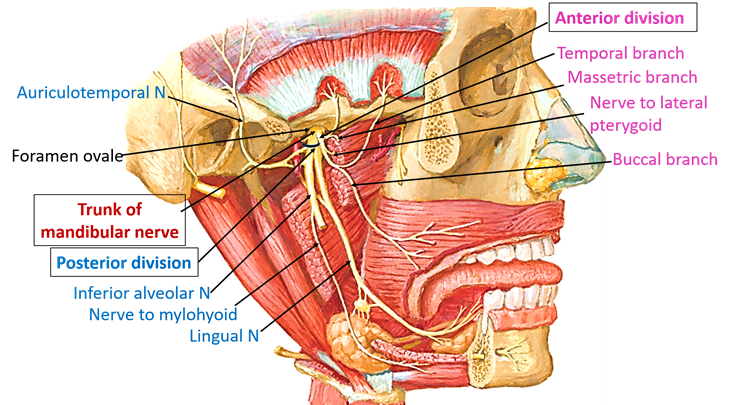 Anterior division
Temporal branch
Massetric branch
Nerve to lateral
pterygoid
Buccal branch
Auriculotemporal N
Foramen ovale
Trunk of
mandibular nerve
Posterior division
Inferior alveolar N
Nerve to mylohyoid
Lingual N